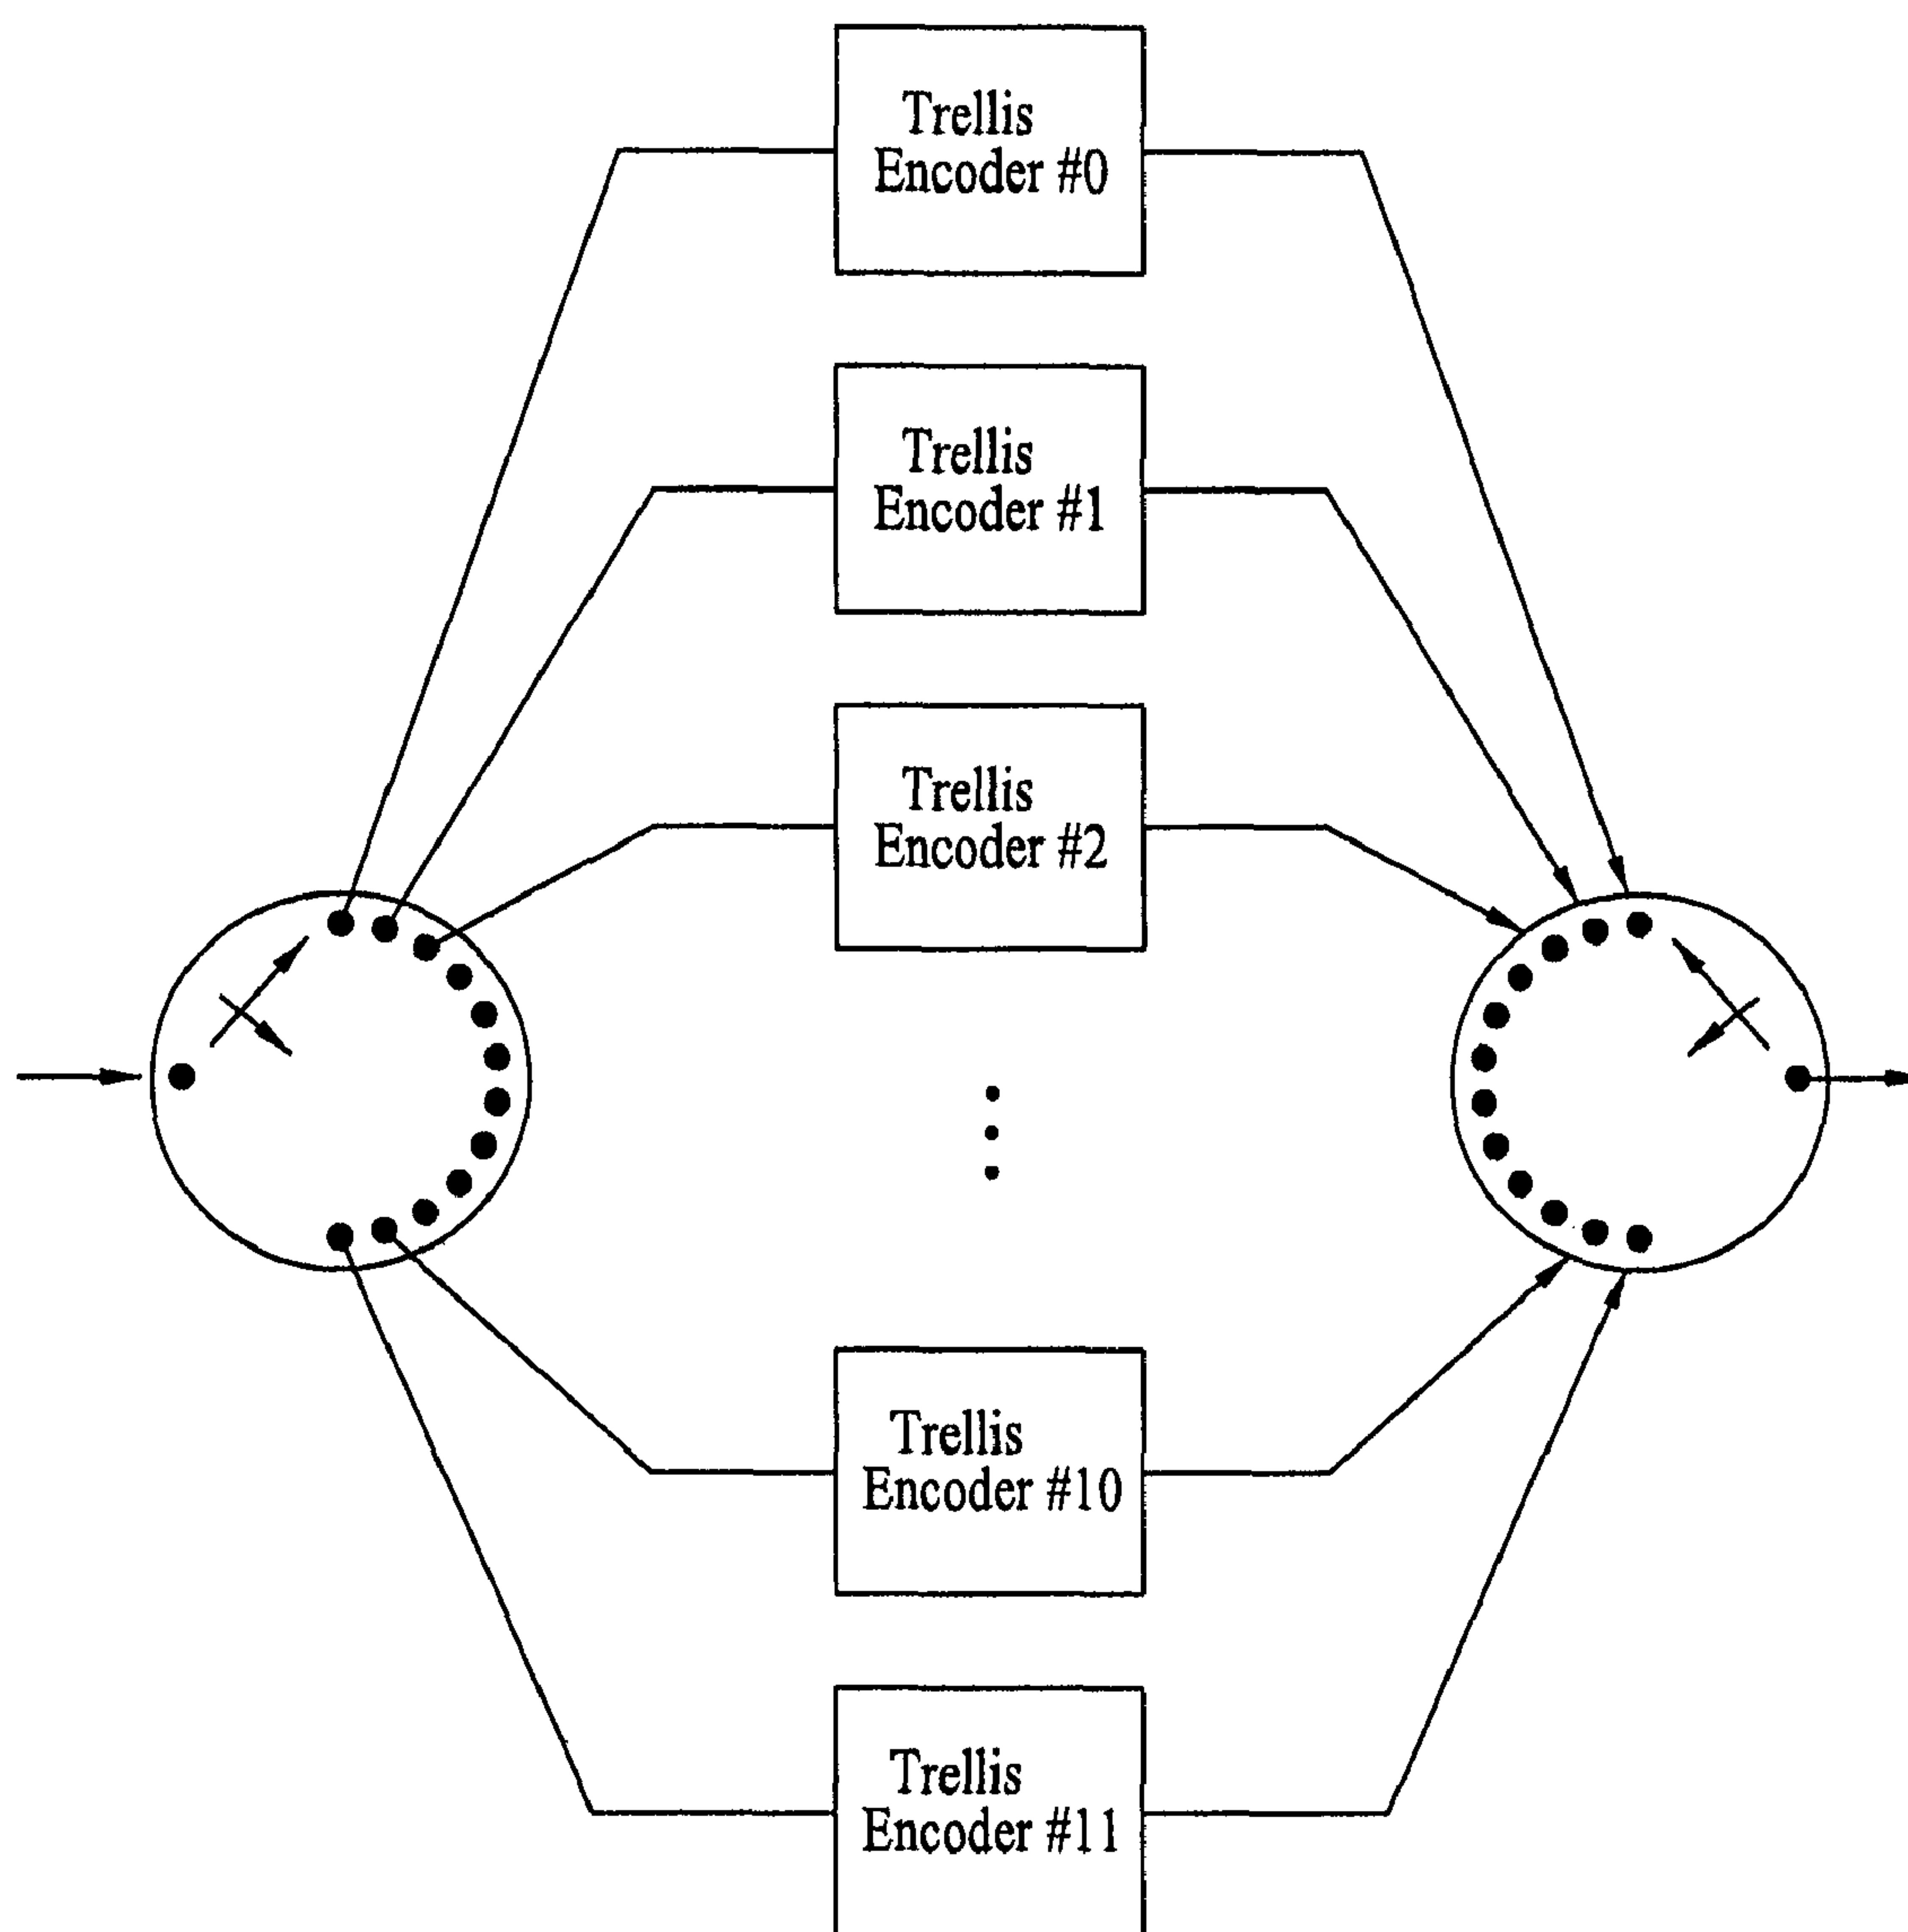 Trellis
Encoder #0
Trellis
Encoder #1
Trellis
Encoder #2
Trellis
Encoder #10
Trellis
Encoder #11